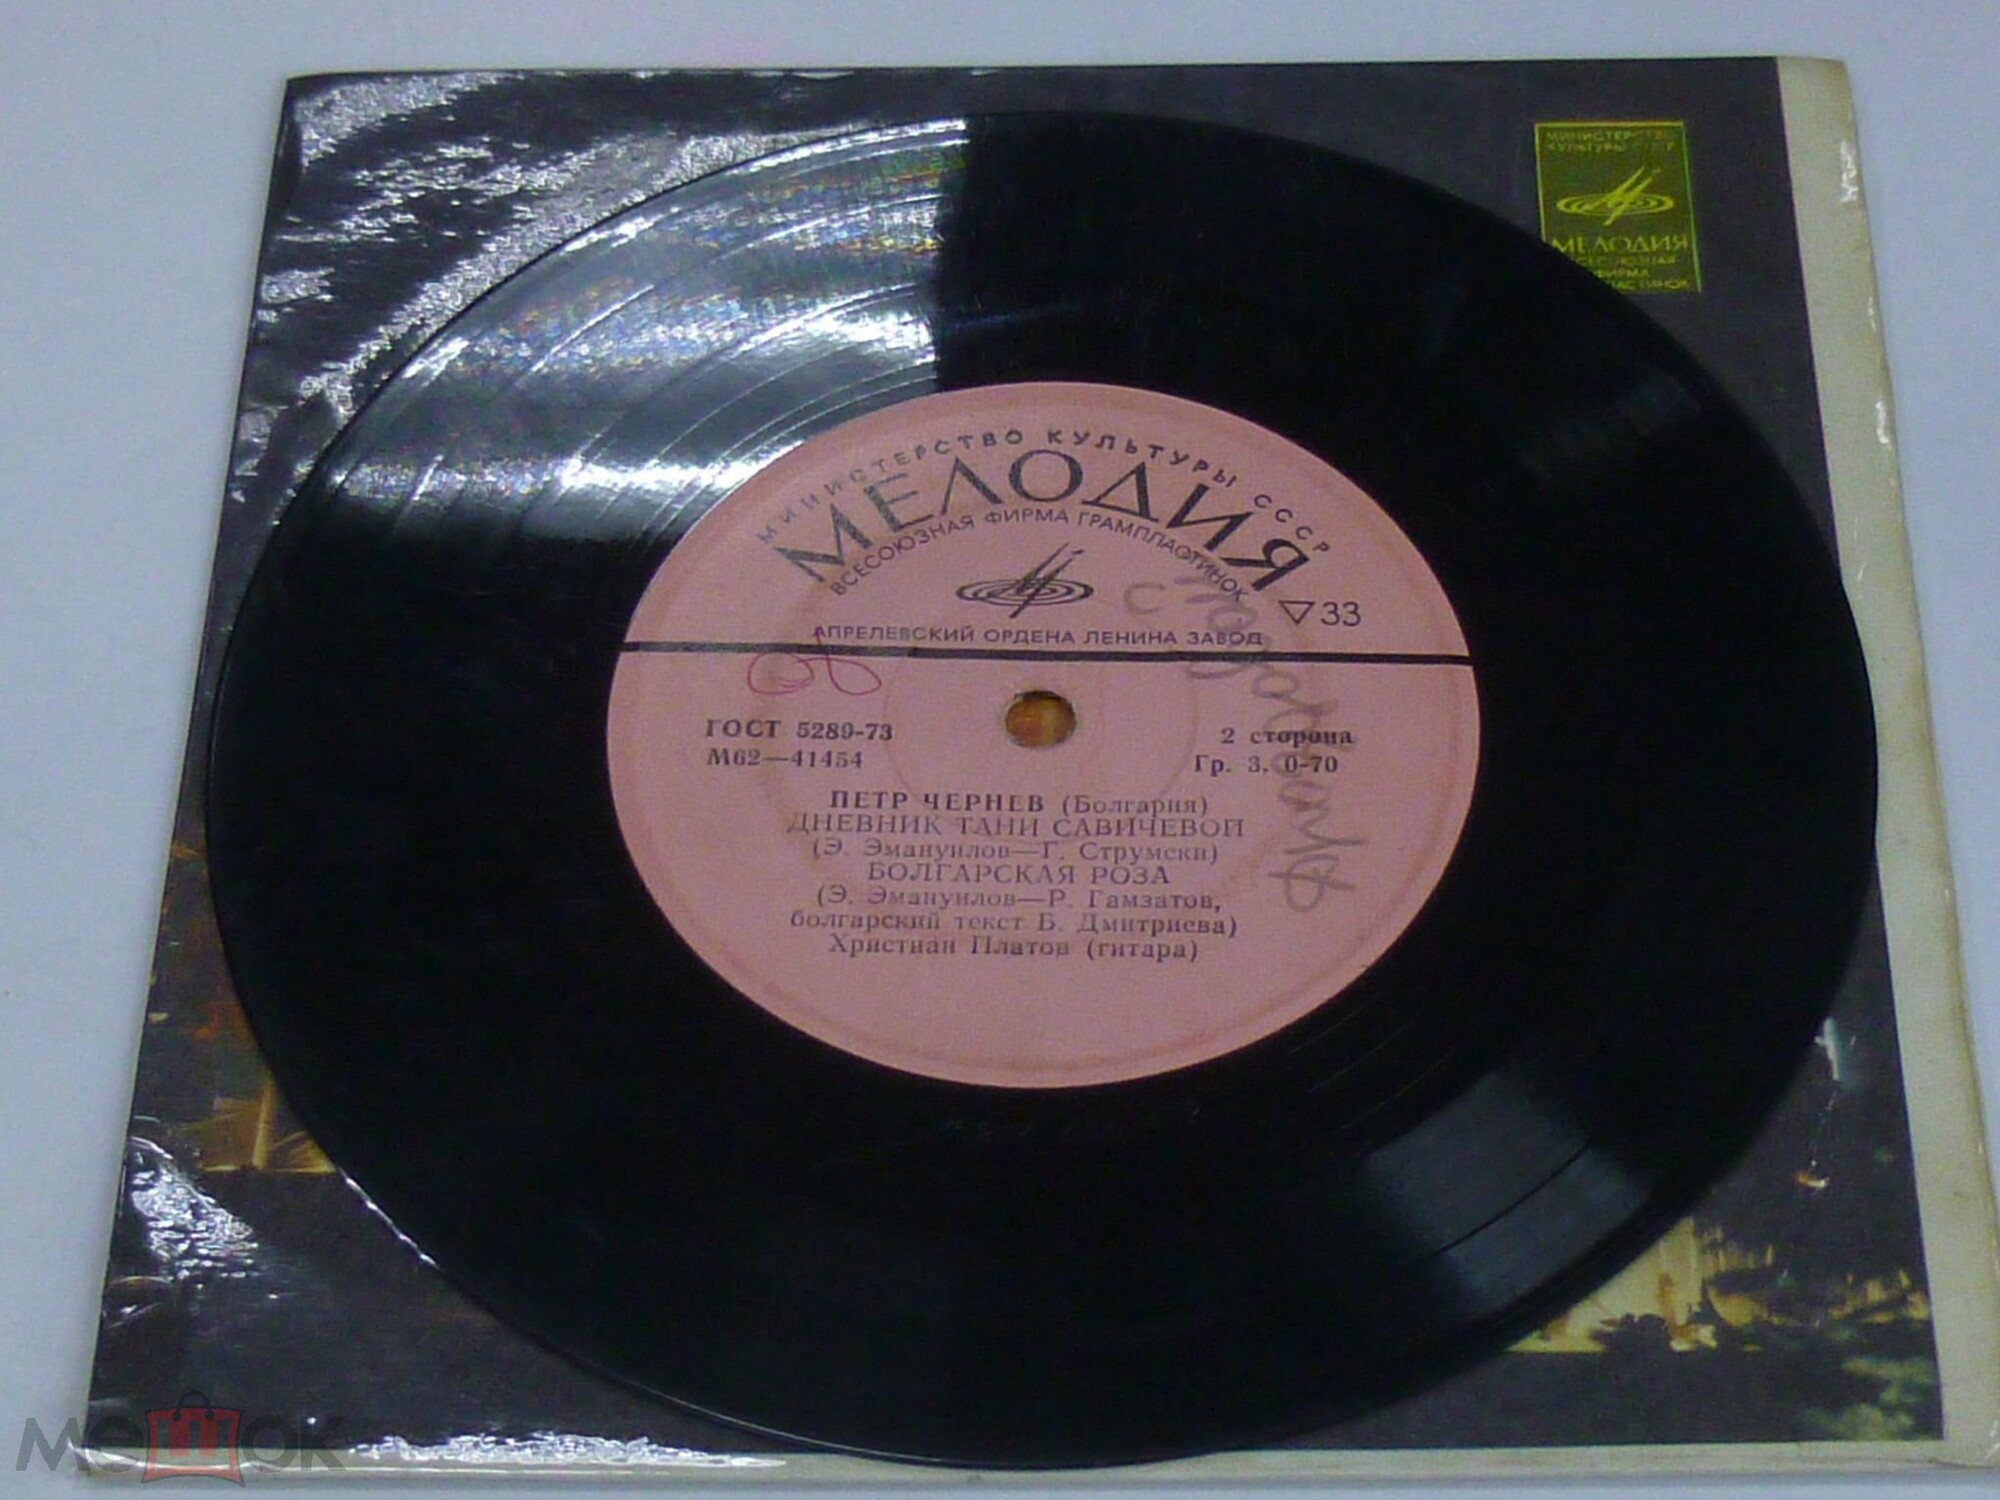 МИНИСТЕРСТВО
КУЛЬТУРЫ СССР
МЕЛОДИЯ
ФИРМА
МИНИСТЕРСТВО КУЛЬТУРЫ СССР
МЕЛОДИЯ
ВСЕСОЮЗНАЯ ФИРМА ГРАМПЛАСТИНОК
▽33
АПРЕЛЕВСКИЙ ОРДЕНА ЛЕНИНА ЗАВОД
ГОСТ 5289-73
2 сторона
М62—41454
Гр. 3. 0-70
ПЕТР ЧЕРНЕВ (Болгария)
ДНЕВНИК ТАНИ САВИЧЕВОЙ
(Э. Эмануилов—Г. Струмски)
БОЛГАРСКАЯ РОЗА
(Э. Эмануилов—Р. Гамзатов,
болгарский текст Б. Дмитриева)
Христиан Платов (гитара)
мешок